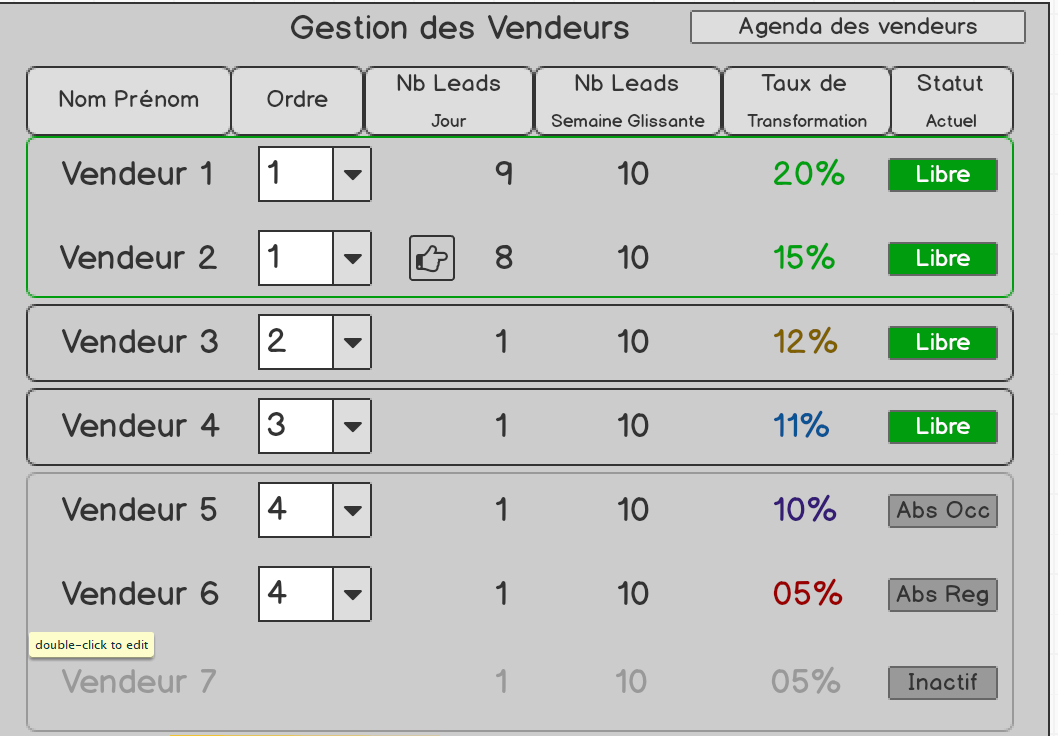 Gestion des Vendeurs
Agenda des vendeurs
Nom Prénom
Ordre
Nb Leads
Jour
Nb Leads
Semaine Glissante
Taux de
Transformation
Statut
Actuel
Vendeur 1 1 9 10 20% Libre
Vendeur 2 1 8 10 15% Libre
Vendeur 3 2 1 10 12% Libre
Vendeur 4 3 1 10 11% Libre
Vendeur 5 4 1 10 10% Abs Occ
Vendeur 6 4 1 10 05% Abs Reg
double-click to edit
Vendeur 7 1 10 05% Inactif